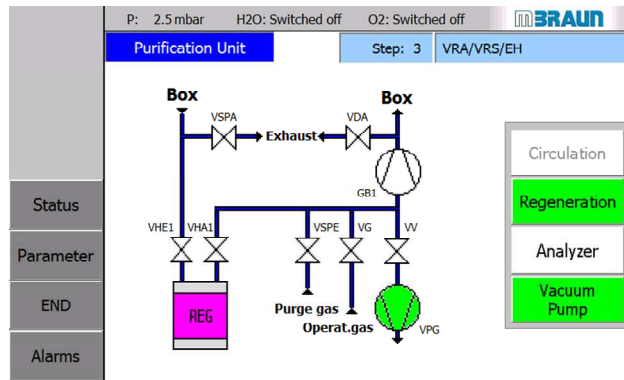 P: 2.5 mbar H2O: Switched off O2: Switched off MBRAUN
Purification Unit Step: 3 VRA/VRS/EH
Box Box
VSPA VDA
Exhaust
Circulation
GB1
Status Regeneration
VHE1 VHA1 VSPE VG VV
Parameter Analyzer
END REG Purge gas Vacuum
Operat.gas VPG Pump
Alarms